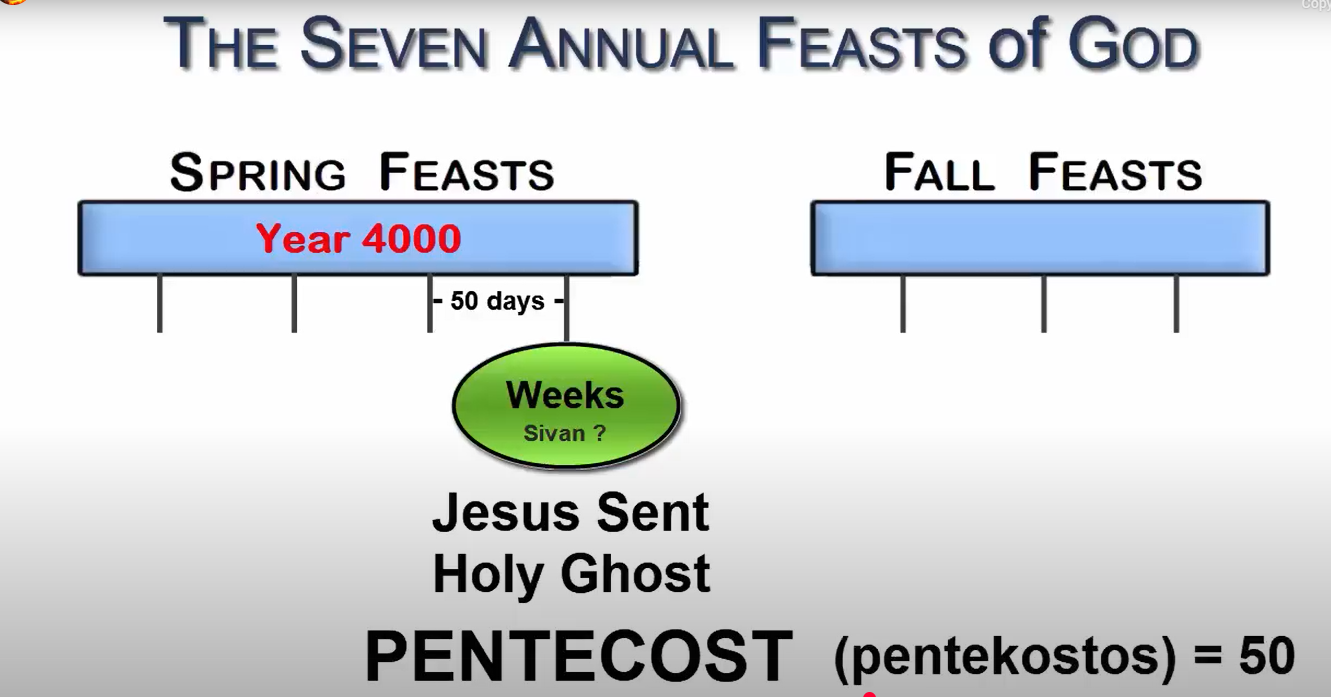 Copy
THE SEVEN ANNUAL FEASTS of GOD
SPRING FEASTS
FALL FEASTS
Year 4000
- 50 days -
Weeks
Sivan ?
Jesus Sent
Holy Ghost
PENTECOST (pentekostos) = 50